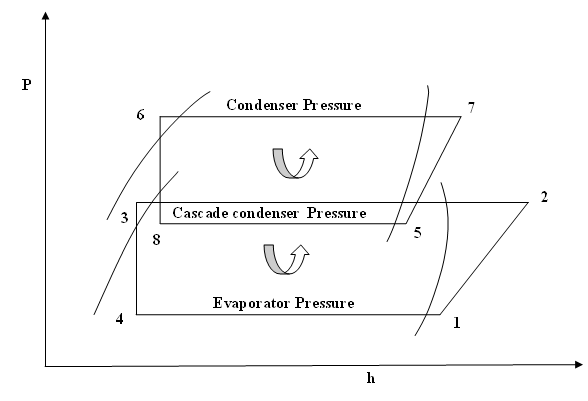 P
Condenser Pressure
6
7
Cascade condenser Pressure
3
2
8
5
Evaporator Pressure
4
1
h